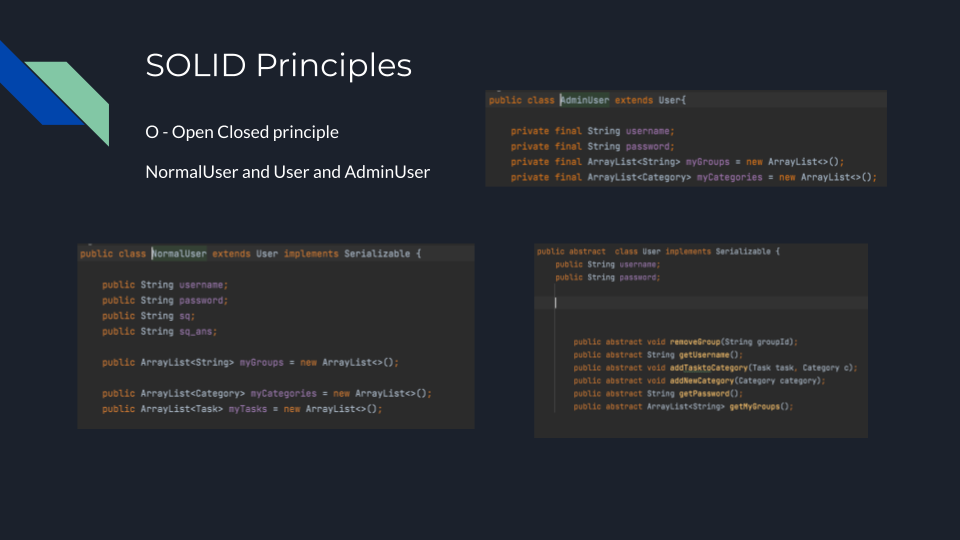 SOLID Principles
O - Open Closed principle
NormalUser and User and AdminUser
public class AdminUser extends User{
private final String username;
private final String password;
private final ArrayList<String> myGroups = new ArrayList<>();
private final ArrayList<Category> myCategories = new ArrayList<>();
public class NormalUser extends User implements Serializable {
public String username;
public String password;
public String sq;
public String sq_ans;
public ArrayList<String> myGroups = new ArrayList<>();
public ArrayList<Category> myCategories = new ArrayList<>();
public ArrayList<Task> myTasks = new ArrayList<>();
public abstract class User implements Serializable {
public String username;
public String password;
public abstract void removeGroup(String groupId);
public abstract String getUsername();
public abstract void addTasktoCategory(Task task, Category c);
public abstract void addNewCategory(Category category);
public abstract String getPassword();
public abstract ArrayList<String> getMyGroups();